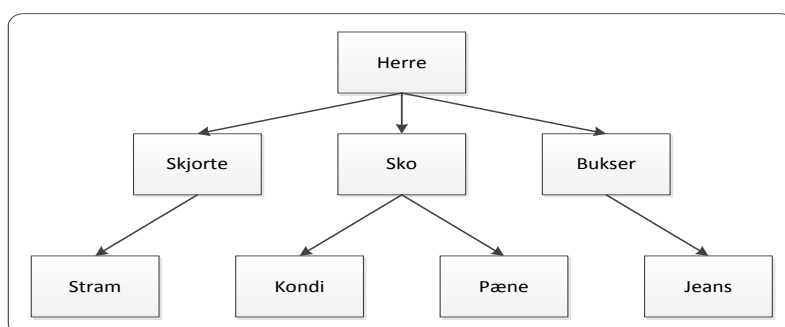 Herre
Skjorte
Sko
Bukser
Stram
Kondi
Pæne
Jeans